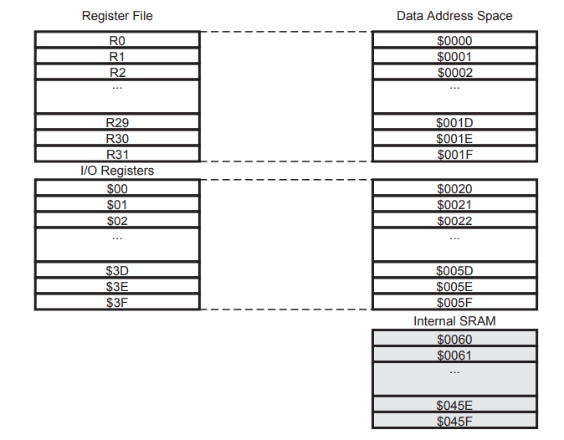 Register File
Data Address Space
R0
$0000
R1
$0001
R2
$0002
...
...
R29
$001D
R30
$001E
R31
$001F
I/O Registers
$00
$0020
$01
$0021
$02
$0022
...
...
$3D
$005D
$3E
$005E
$3F
$005F
Internal SRAM
$0060
$0061
...
$045E
$045F